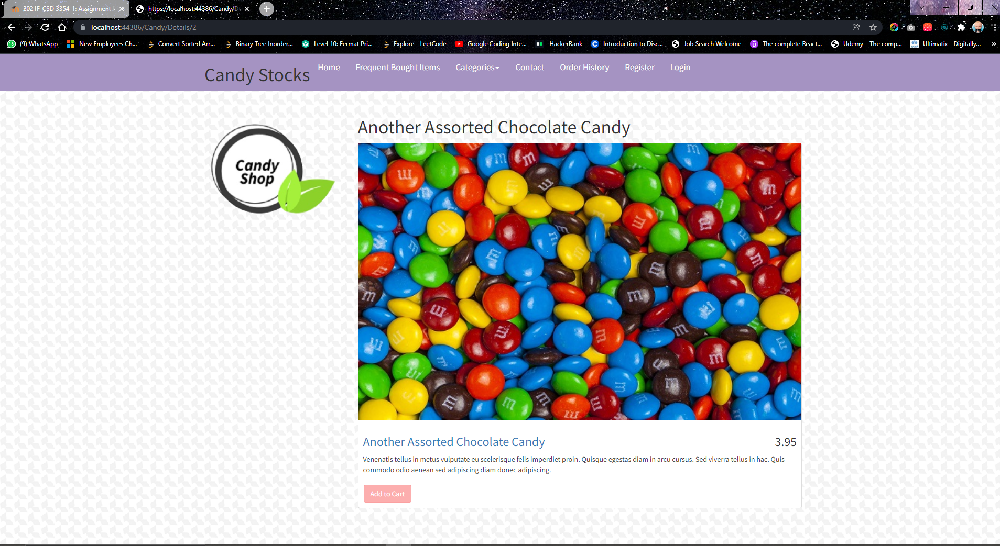 2021F_CSD 3354_1: Assignment
https://localhost:44386/Candy/D
localhost:44386/Candy/Details/2
(9) WhatsApp New Employees Ch... Convert Sorted Arr... Binary Tree Inorder... Level 10: Fermat Pri... Explore - LeetCode Google Coding Inte... HackerRank Introduction to Disc... Job Search Welcome The complete React... Udemy – The comp... Ultimatix - Digitally... »
Candy Stocks Home Frequent Bought Items Categories Contact Order History Register Login
Candy
Shop
Another Assorted Chocolate Candy
Another Assorted Chocolate Candy 3.95
Venenatis tellus in metus vulputate eu scelerisque felis imperdiet proin. Quisque egestas diam in arcu cursus. Sed viverra tellus in hac. Quis
commodo odio aenean sed adipiscing diam donec adipiscing.
Add to Cart